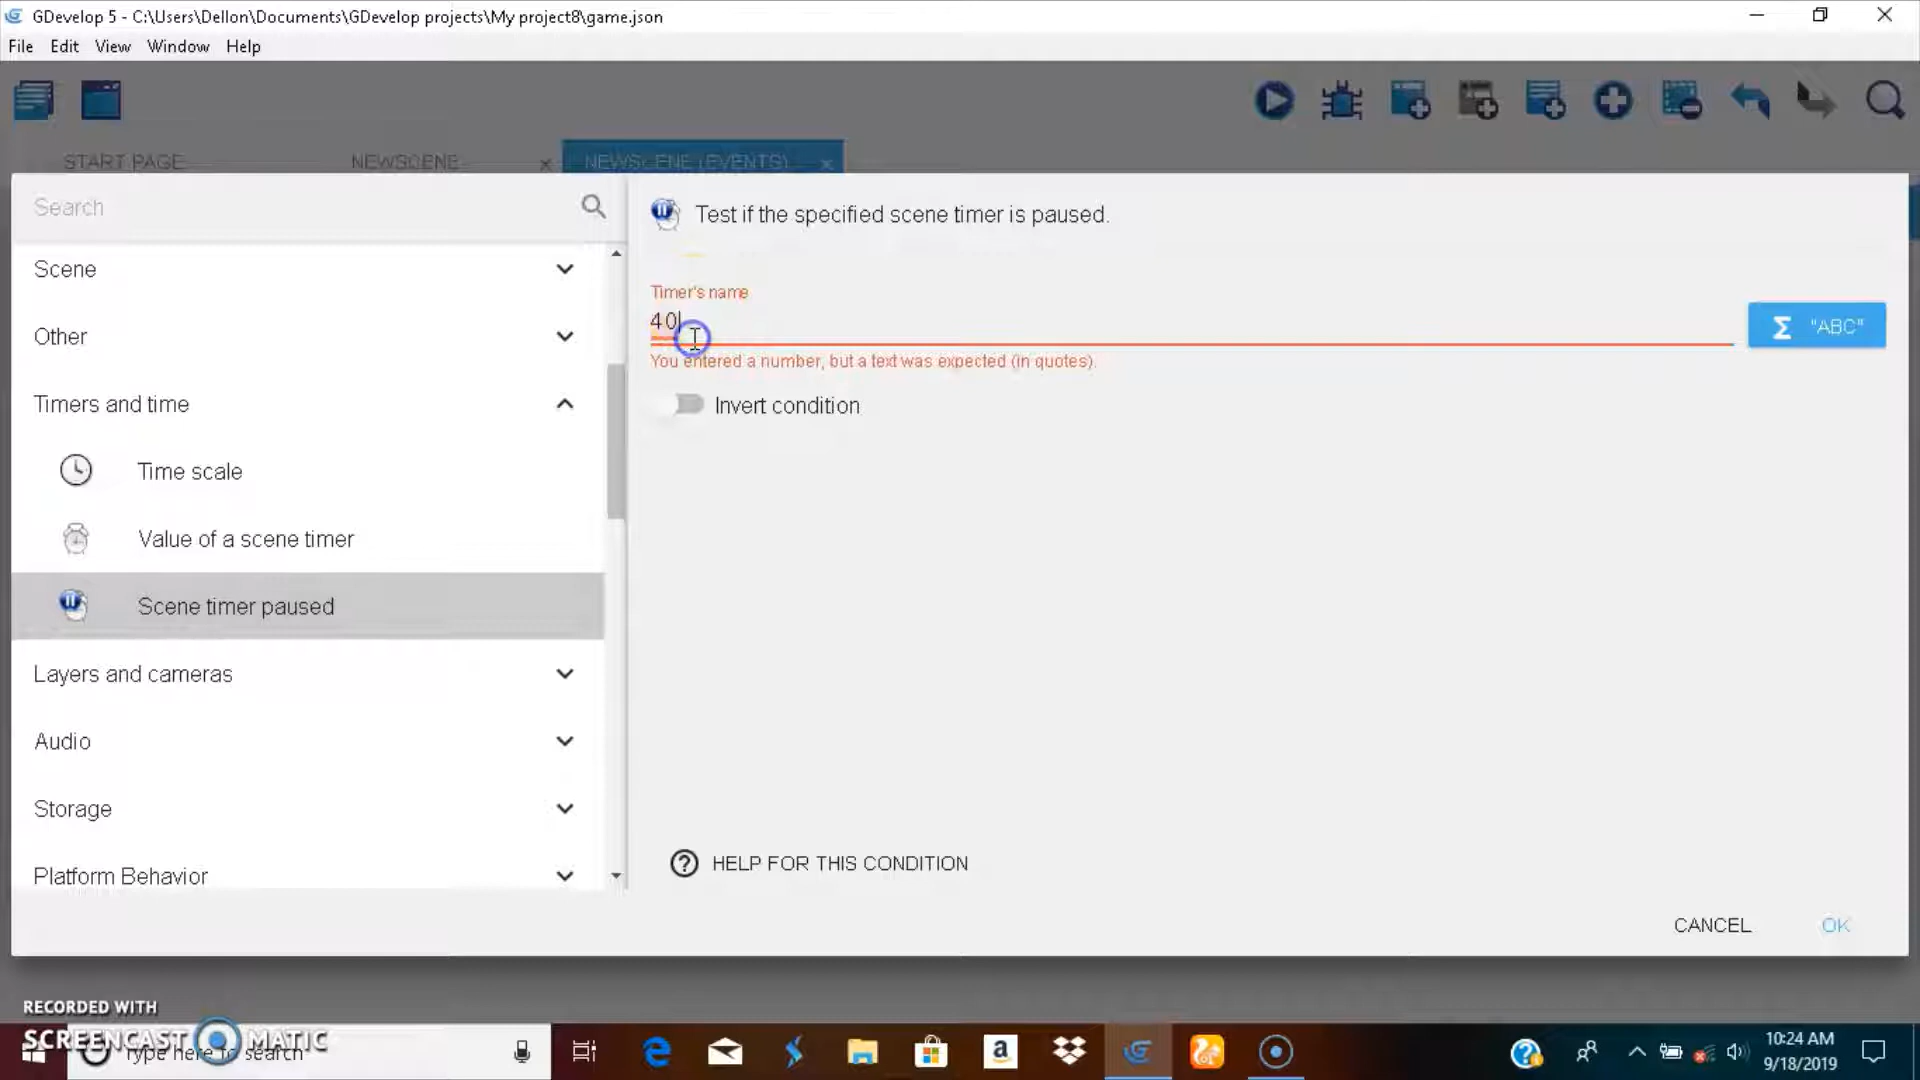 GDevelop 5 - C:\Users\Dellon\Documents\GDevelop projects\My project8\game.json
File Edit View Window Help
START PAGE NEWSCENE NEWSCENE (EVENTS)
Search
Test if the specified scene timer is paused.
Scene
Timer's name
40
Σ "ABC"
You entered a number, but a text was expected (in quotes).
Other
Invert condition
Timers and time
Time scale
Value of a scene timer
Scene timer paused
Layers and cameras
Audio
Storage
Platform Behavior
HELP FOR THIS CONDITION
CANCEL OK
RECORDED WITH
SCREENCAST MATIC
Type here to search
10:24 AM
9/18/2019